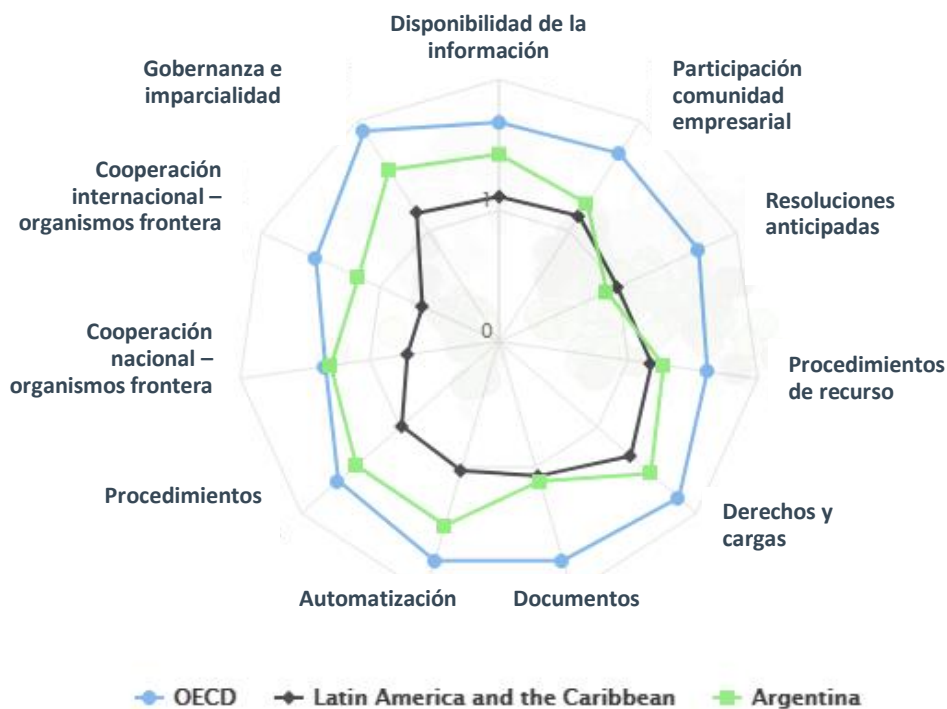 Disponibilidad de la
información
Gobernanza e
imparcialidad
Participación
comunidad
empresarial
Cooperación
internacional –
organismos frontera
Resoluciones
anticipadas
1
0
Cooperación
nacional –
organismos frontera
Procedimientos
de recurso
Procedimientos
Derechos y
cargas
Automatización
Documentos
OECD
Latin America and the Caribbean
Argentina